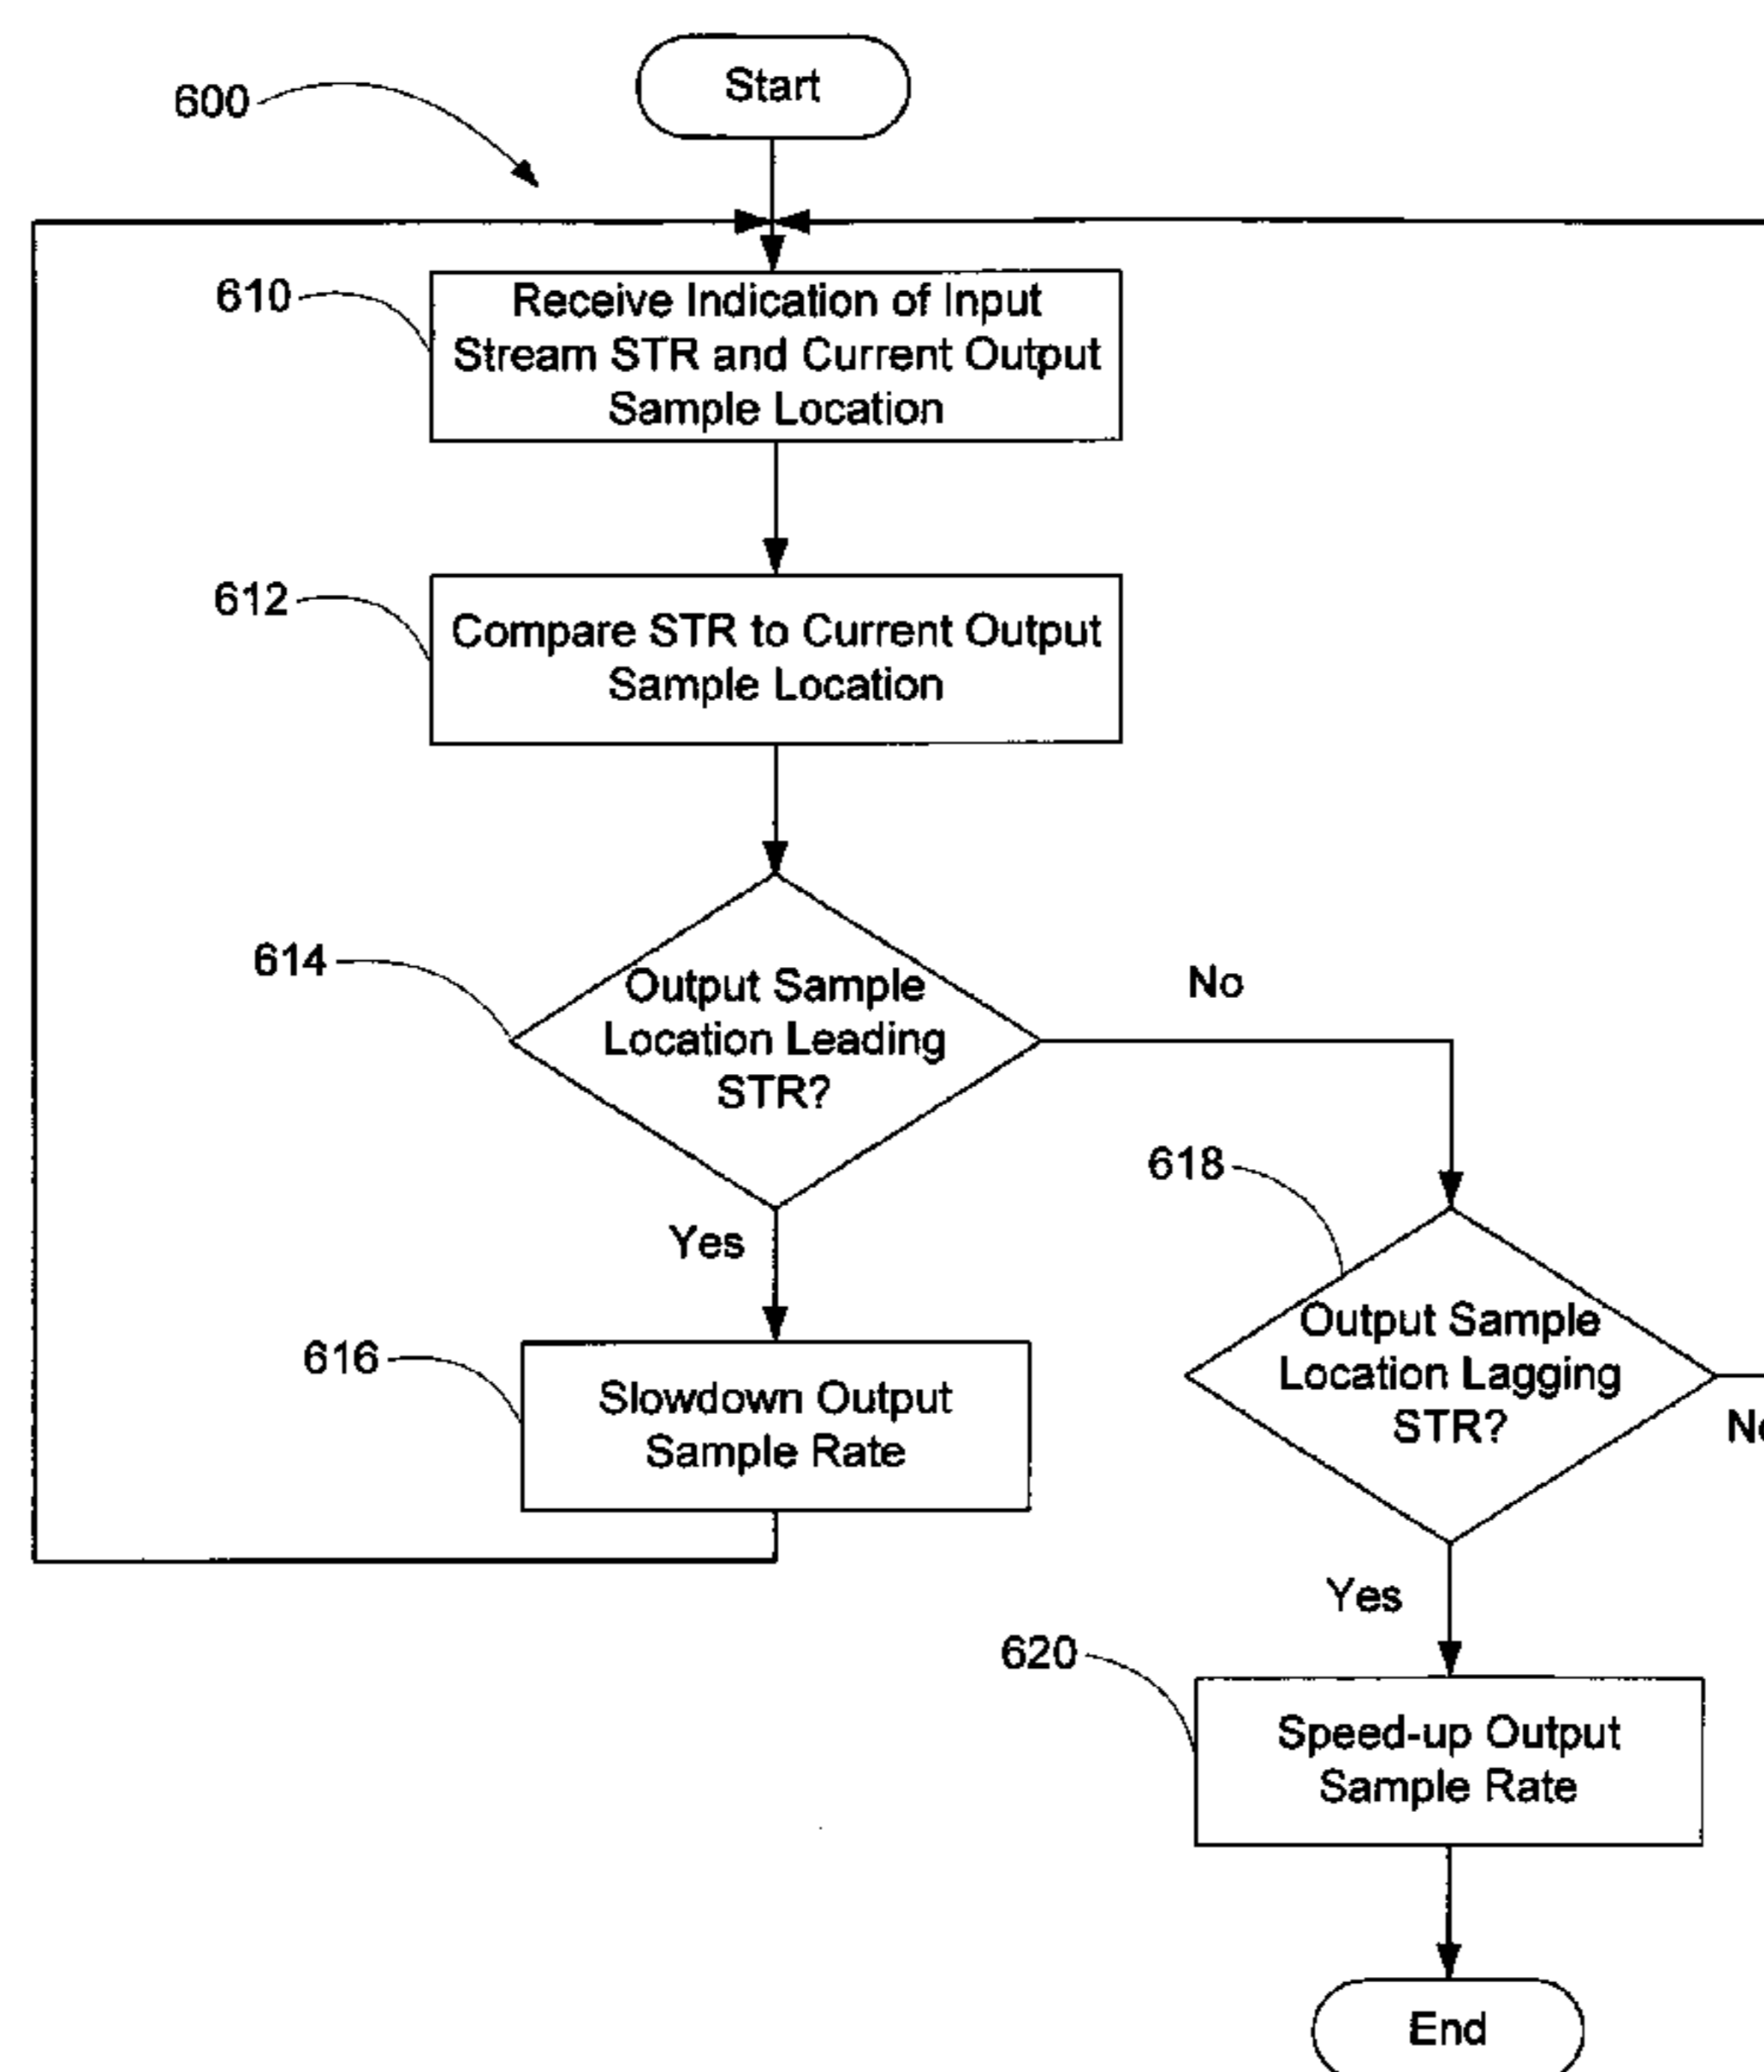 Start
600
610
Receive Indication of Input
Stream STR and Current Output
Sample Location
612
Compare STR to Current Output
Sample Location
614
Output Sample
Location Leading
STR?
No
Yes
616
Slowdown Output
Sample Rate
618
Output Sample
Location Lagging
STR?
Yes
620
Speed-up Output
Sample Rate
End